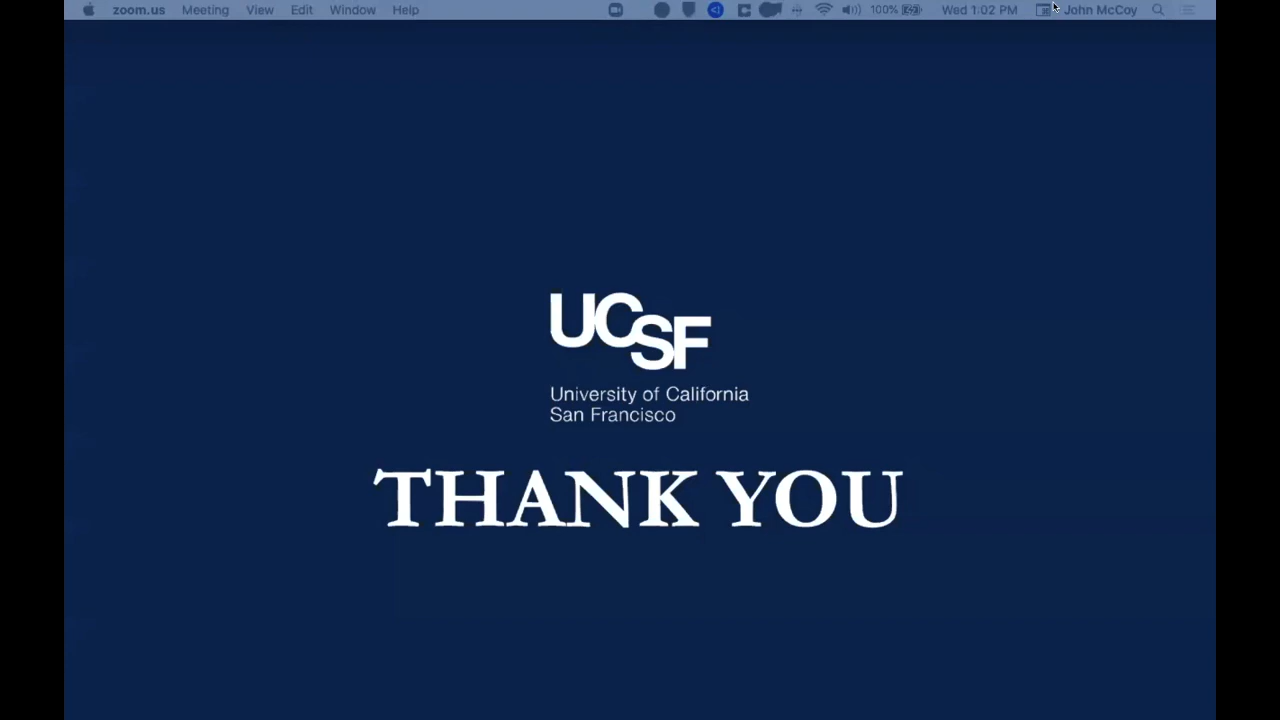 zoom.us Meeting View Edit Window Help 100% Wed 1:02 PM John McCoy
UCSF
University of California
San Francisco
THANK YOU